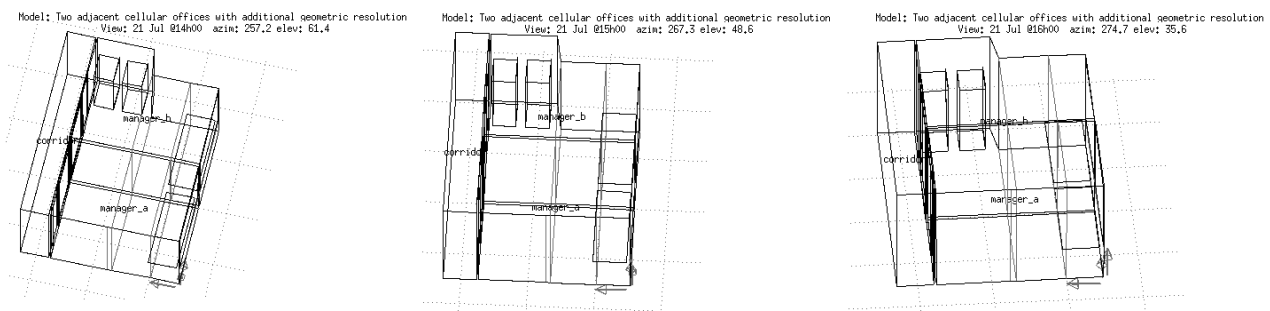 Model: Two adjacent cellular offices with additional geometric resolution
View: 21 Jul @14h00 azim: 257.2 elev: 61.4
manager_b
corridor
manager_a
Model: Two adjacent cellular offices with additional geometric resolution
View: 21 Jul @15h00 azim: 267.3 elev: 48.6
manager_b
corrido
manager_a
Model: Two adjacent cellular offices with additional geometric resolution
View: 21 Jul @16h00 azim: 274.7 elev: 35.6
manager_b
corrido
manager_a